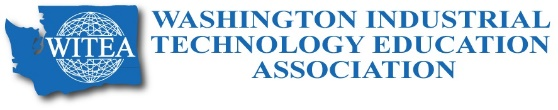 WITEA
WASHINGTON INDUSTRIAL
TECHNOLOGY EDUCATION
ASSOCIATION